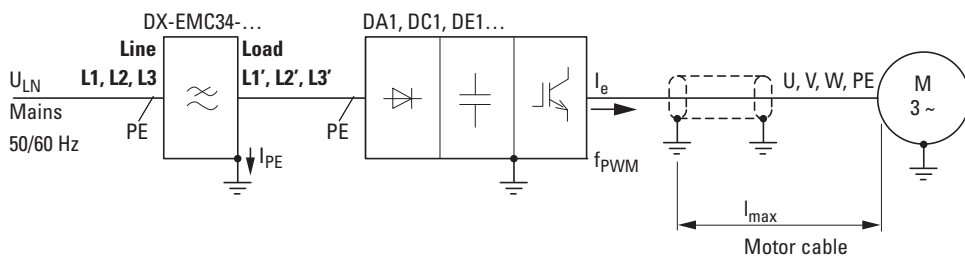 DX-EMC34-…
DA1, DC1, DE1…
Line
Load
U_LN
L1, L2, L3
L1′, L2′, L3′
I_e
U, V, W, PE
M
3 ~
Mains
PE
PE
50/60 Hz
I_PE
f_PWM
l_max
Motor cable